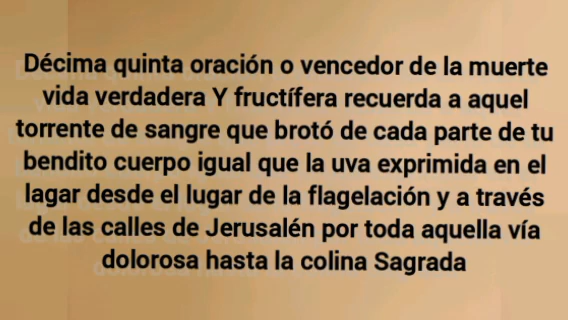 Décima quinta oración o vencedor de la muerte
vida verdadera Y fructífera recuerda a aquel
torrente de sangre que brotó de cada parte de tu
bendito cuerpo igual que la uva exprimida en el
lagar desde el lugar de la flagelación y a través
de las calles de Jerusalén por toda aquella vía
dolorosa hasta la colina Sagrada